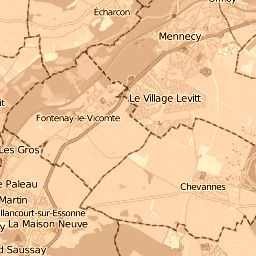 Écharcon
Mennecy
Le Village Levitt
Fontenay-le-Vicomte
Les Gros
Paleau
Chevannes
Martin
llancourt-sur-Essonne
La Maison Neuve
d Saussay